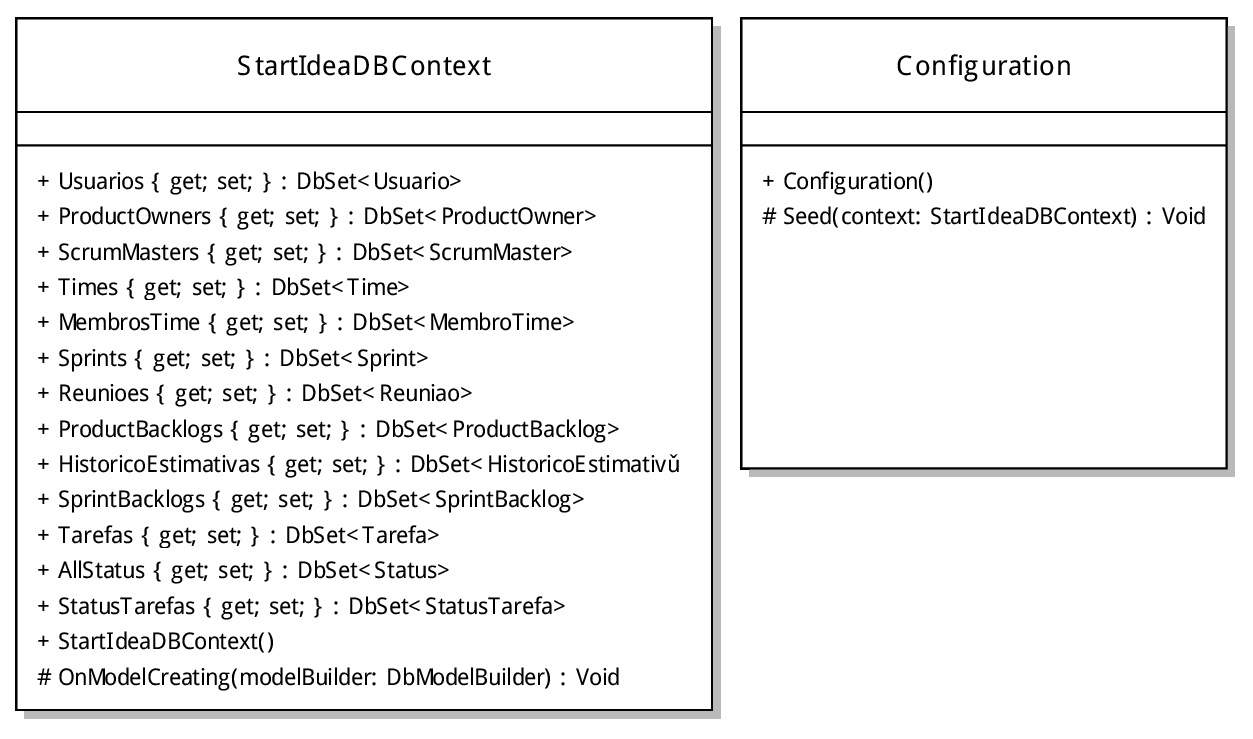 StartIdeaDBContext
+ Usuarios { get; set; } : DbSet<Usuario>
+ ProductOwners { get; set; } : DbSet<ProductOwner>
+ ScrumMasters { get; set; } : DbSet<ScrumMaster>
+ Times { get; set; } : DbSet<Time>
+ MembrosTime { get; set; } : DbSet<MembroTime>
+ Sprints { get; set; } : DbSet<Sprint>
+ Reunioes { get; set; } : DbSet<Reuniao>
+ ProductBacklogs { get; set; } : DbSet<ProductBacklog>
+ HistoricoEstimativas { get; set; } : DbSet<HistoricoEstimativǔ
+ SprintBacklogs { get; set; } : DbSet<SprintBacklog>
+ Tarefas { get; set; } : DbSet<Tarefa>
+ AllStatus { get; set; } : DbSet<Status>
+ StatusTarefas { get; set; } : DbSet<StatusTarefa>
+ StartIdeaDBContext()
# OnModelCreating(modelBuilder: DbModelBuilder) : Void
Configuration
+ Configuration()
# Seed(context: StartIdeaDBContext) : Void